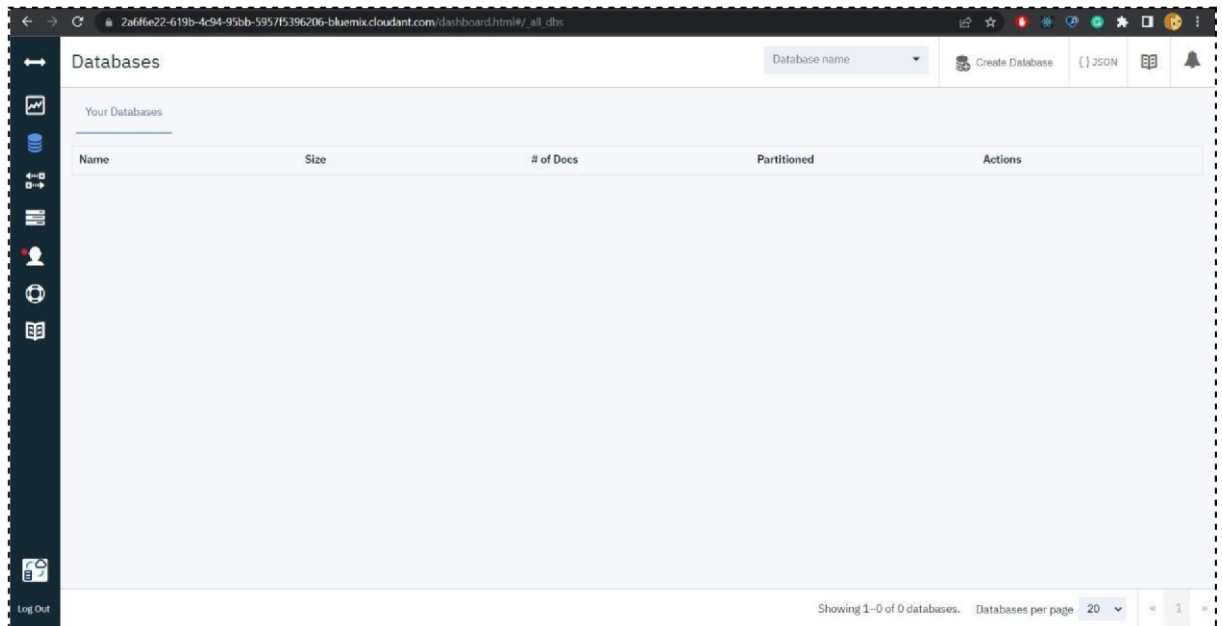 2a6f6e22-619b-4c94-95bb-5957f5396206-bluemix.cloudant.com/dashboard.html#/_all_dbs
Databases
Database name
Create Database
{ } JSON
Your Databases
Name Size # of Docs Partitioned Actions
Log Out
Showing 1–0 of 0 databases. Databases per page 20 « 1 »